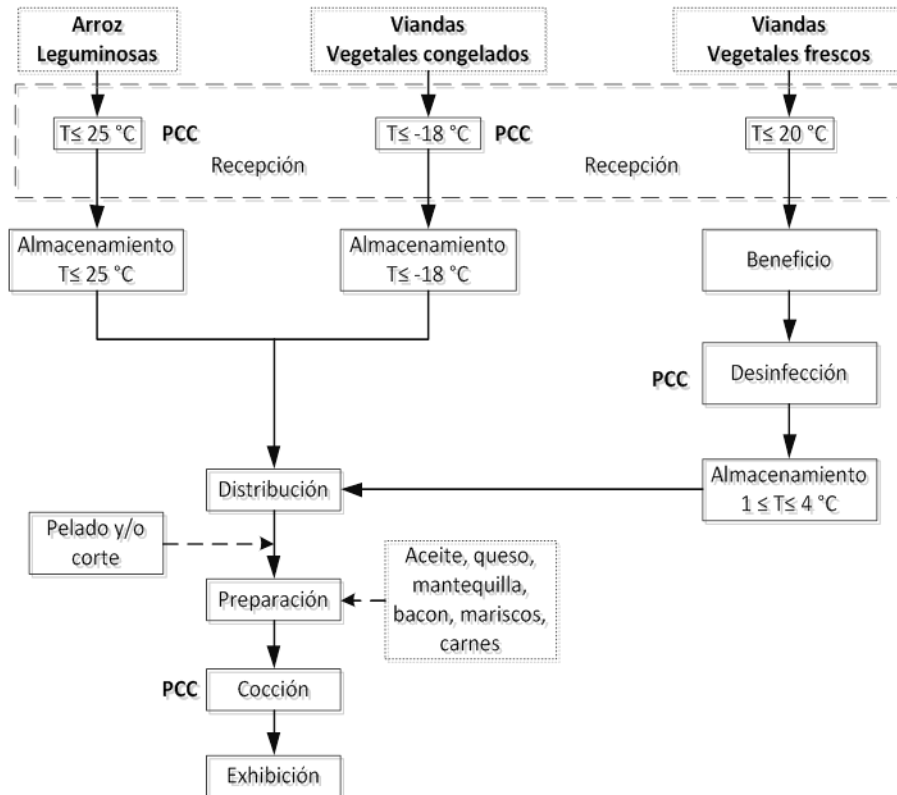 Arroz
Leguminosas
Viandas
Vegetales congelados
Viandas
Vegetales frescos
T≤ 25 °C
PCC
T≤ -18 °C
PCC
T≤ 20 °C
Recepción
Recepción
Almacenamiento
T≤ 25 °C
Almacenamiento
T≤ -18 °C
Beneficio
PCC
Desinfección
Almacenamiento
1 ≤ T≤ 4 °C
Distribución
Pelado y/o
corte
Aceite, queso,
mantequilla,
bacon, mariscos,
carnes
Preparación
PCC
Cocción
Exhibición